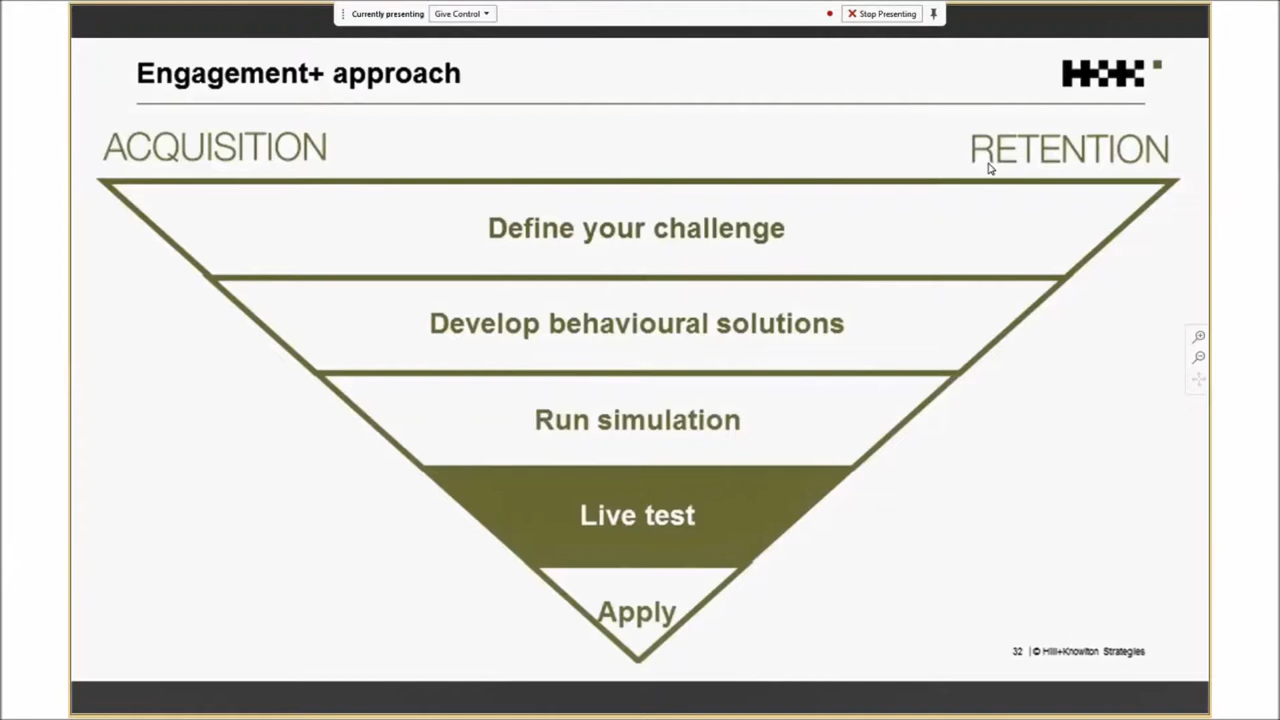 Currently presenting
Give Control
Stop Presenting
Engagement+ approach
H+K
ACQUISITION
RETENTION
Define your challenge
Develop behavioural solutions
Run simulation
Live test
Apply
32 | © Hill+Knowlton Strategies